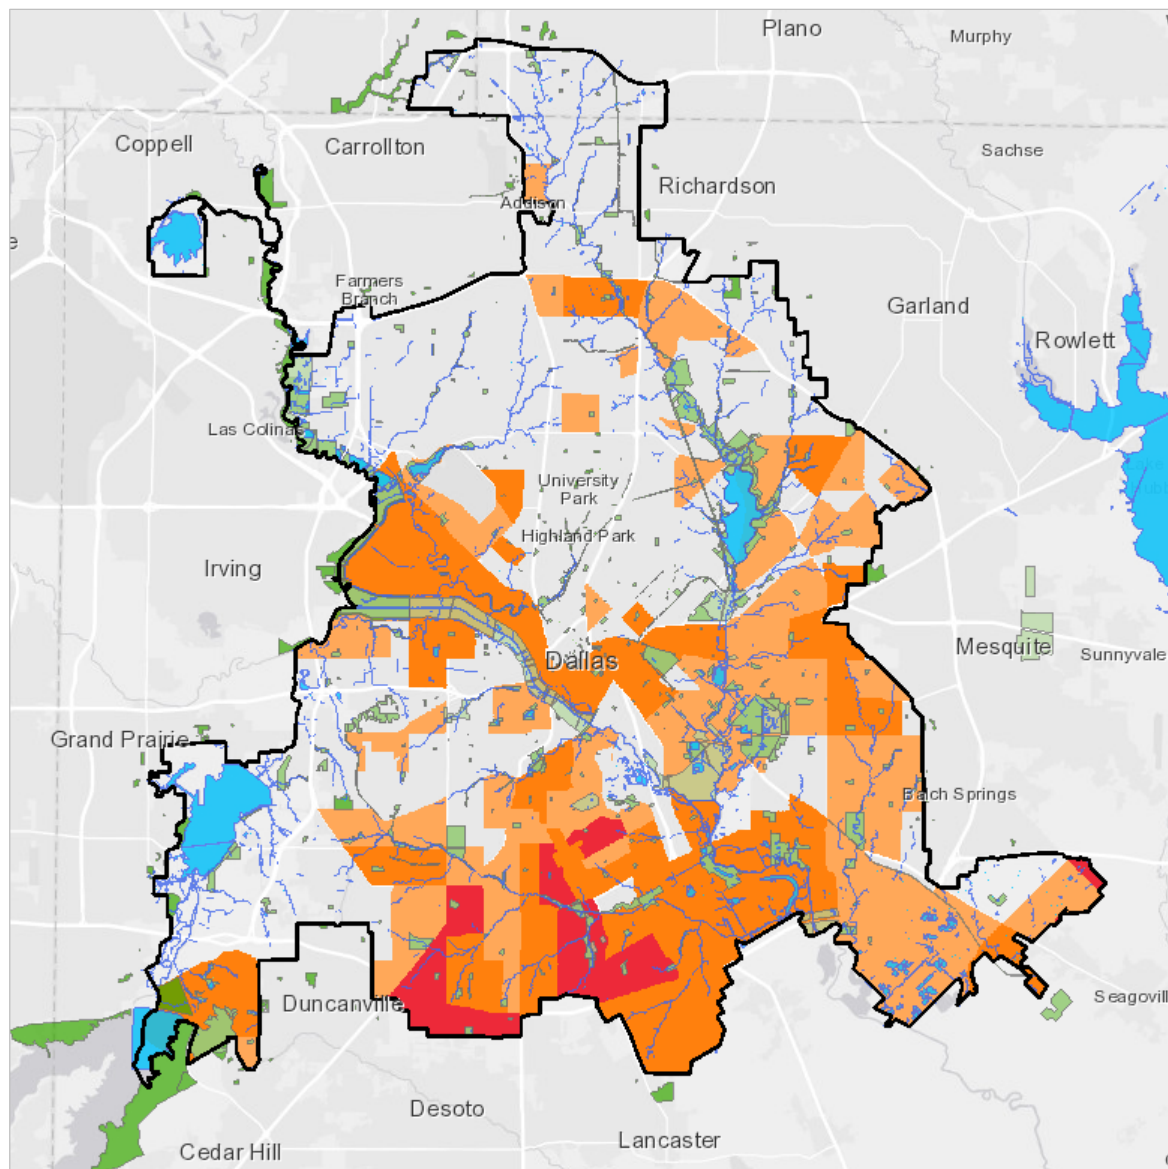 Plano
Murphy
Coppell
Carrollton
Sachse
Richardson
Addison
e
Farmers
Branch
Garland
Rowlett
Las Colinas
University
Park
Highland Park
Irving
Dallas
Mesquite
Sunnyvale
Grand Prairie
Balch Springs
Duncanville
Seagovill
Desoto
Lancaster
Cedar Hill